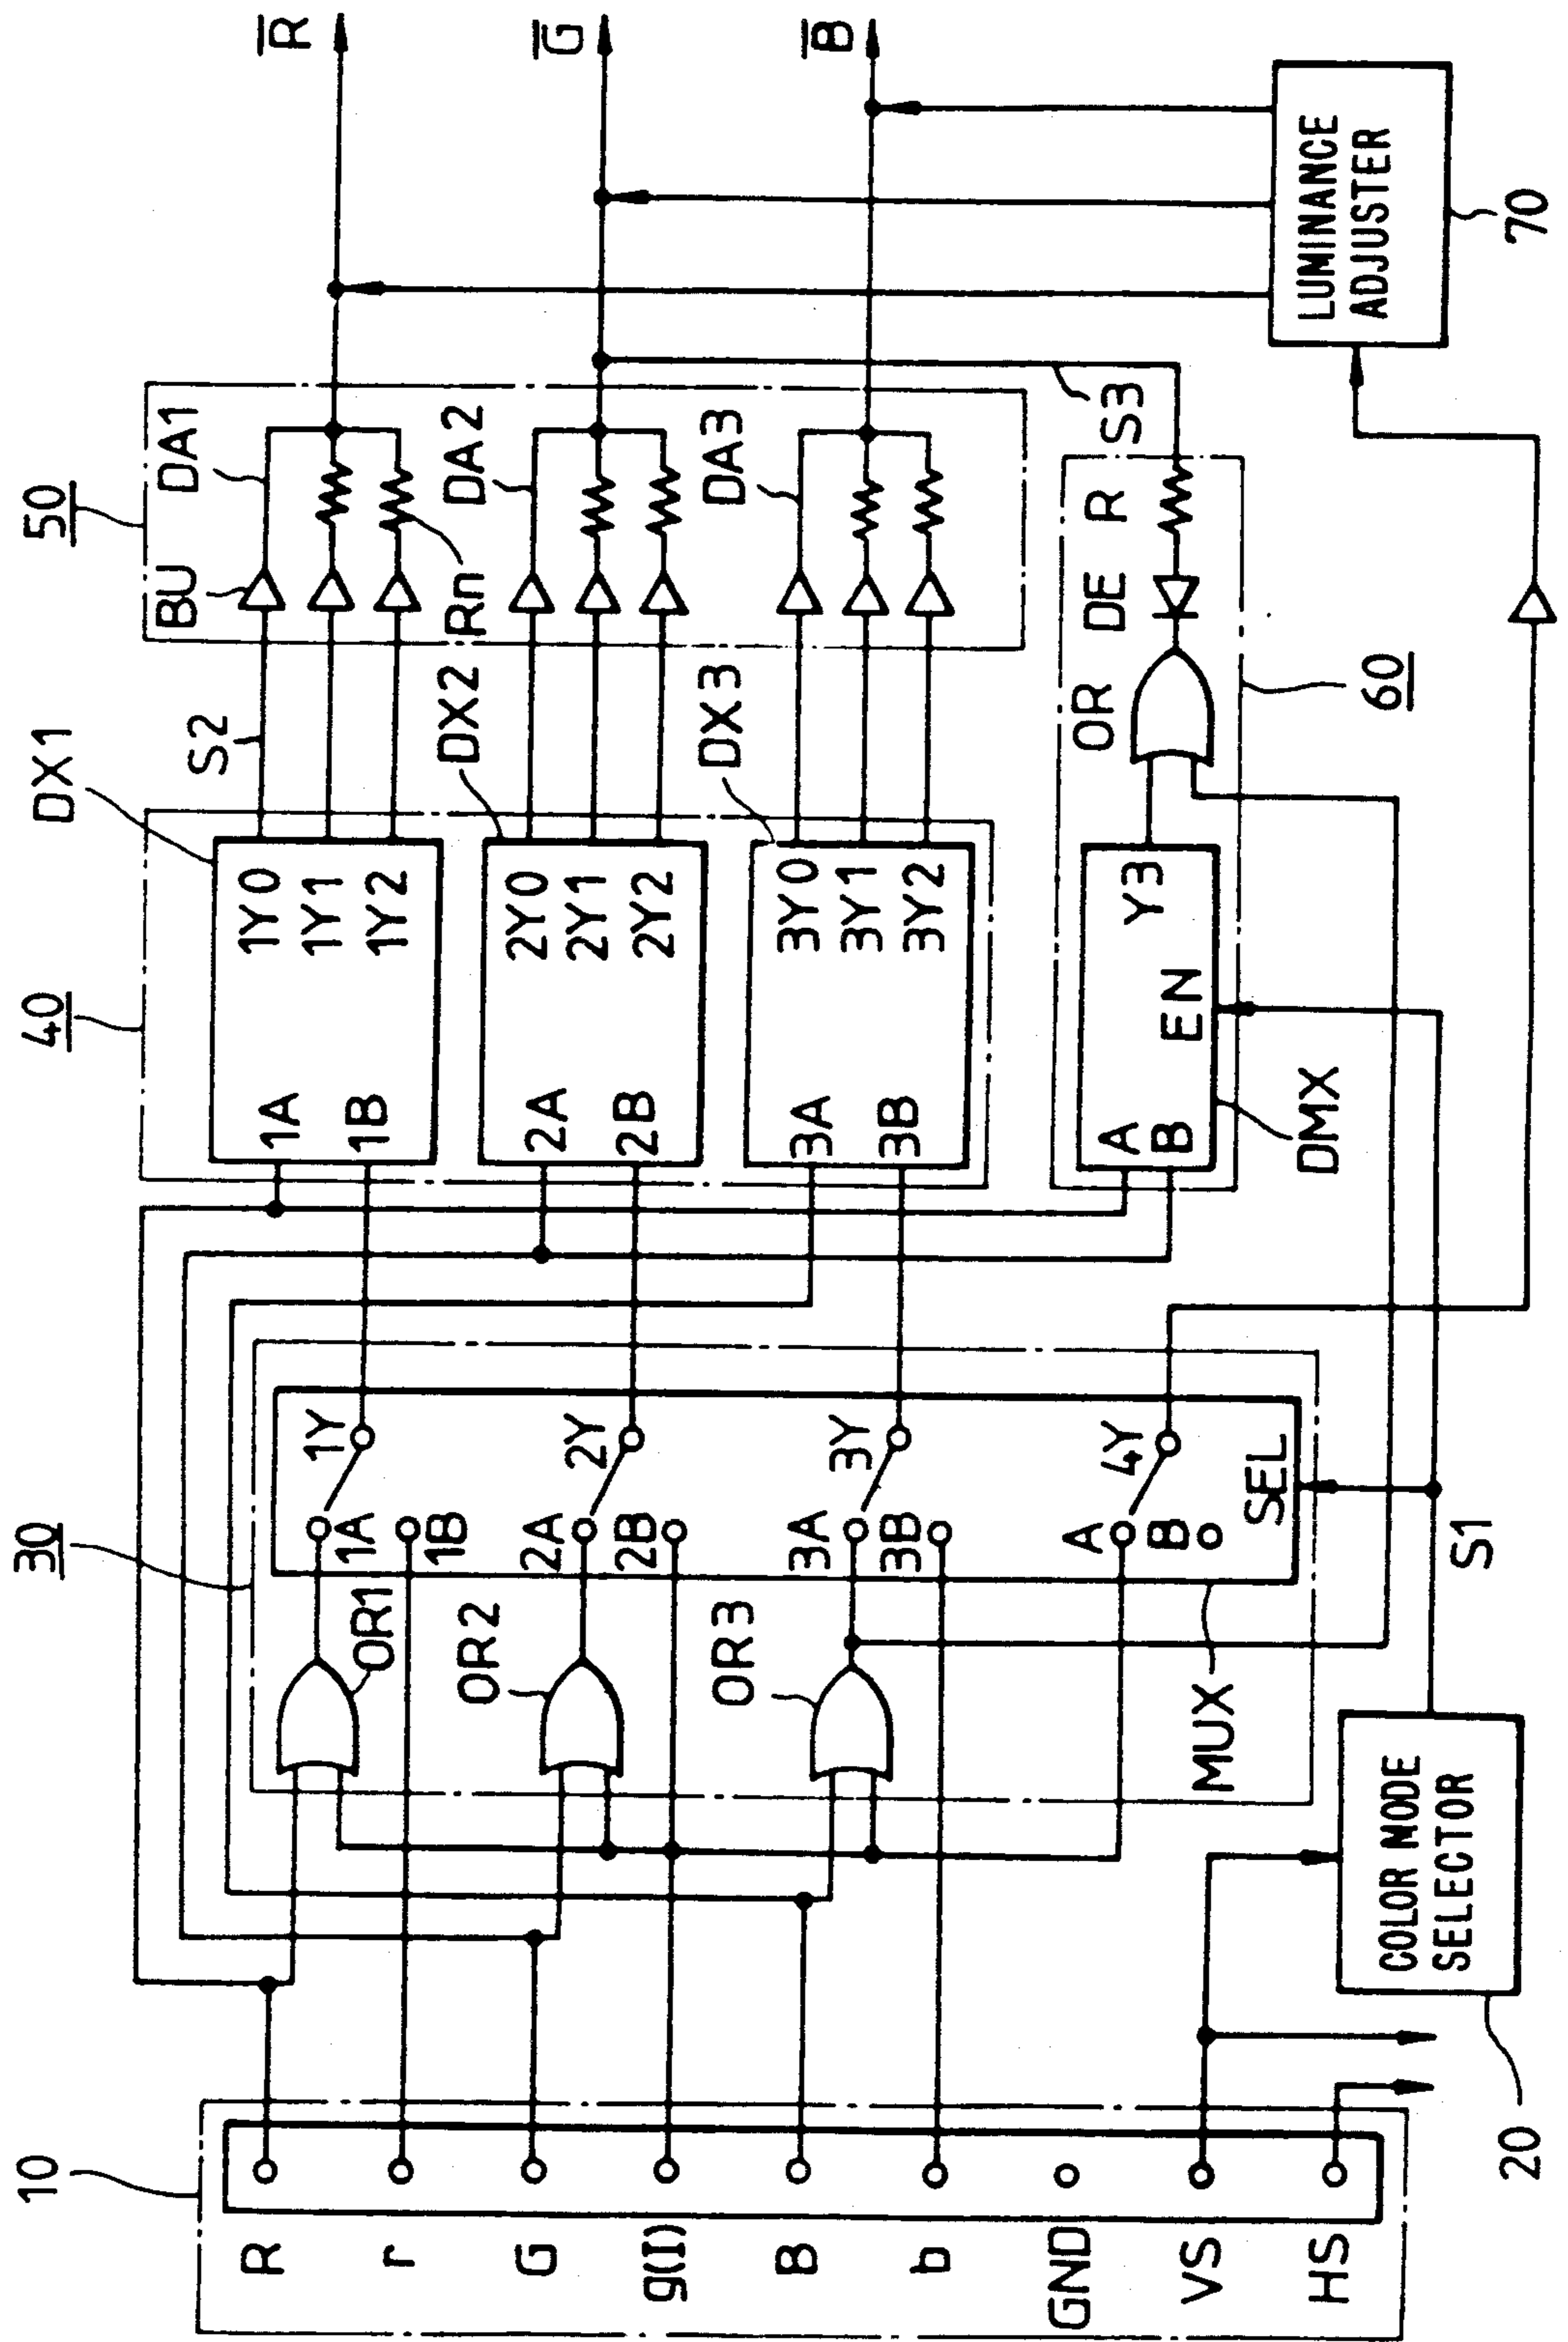 10
R
r
G
g(I)
B
b
GND
VS
HS
20
COLOR MODE
SELECTOR
S1
30
OR1
OR2
OR3
MUX
1A
1B
1Y
2A
2B
2Y
3A
3B
3Y
A
B
4Y
SEL
40
DX1
1A
1B
1Y0
1Y1
1Y2
DX2
2A
2B
2Y0
2Y1
2Y2
DX3
3A
3B
3Y0
3Y1
3Y2
S2
50
BU
DA1
Rn
DA2
DA3
60
A
B
Y3
EN
DMX
OR
DE
R
S3
70
LUMINANCE
ADJUSTER
R̅
G̅
B̅